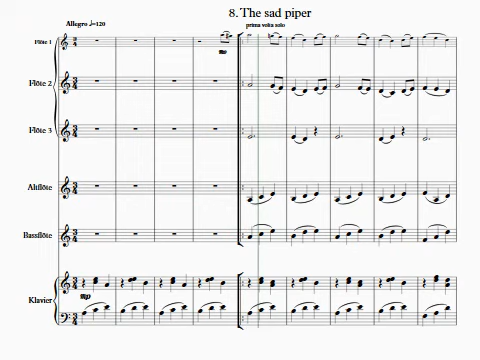 8. The sad piper
Allegro ♩=120
prima volta solo
Flöte 1
mp
Flöte 2
Flöte 3
Altflöte
Bassflöte
Klavier
mp